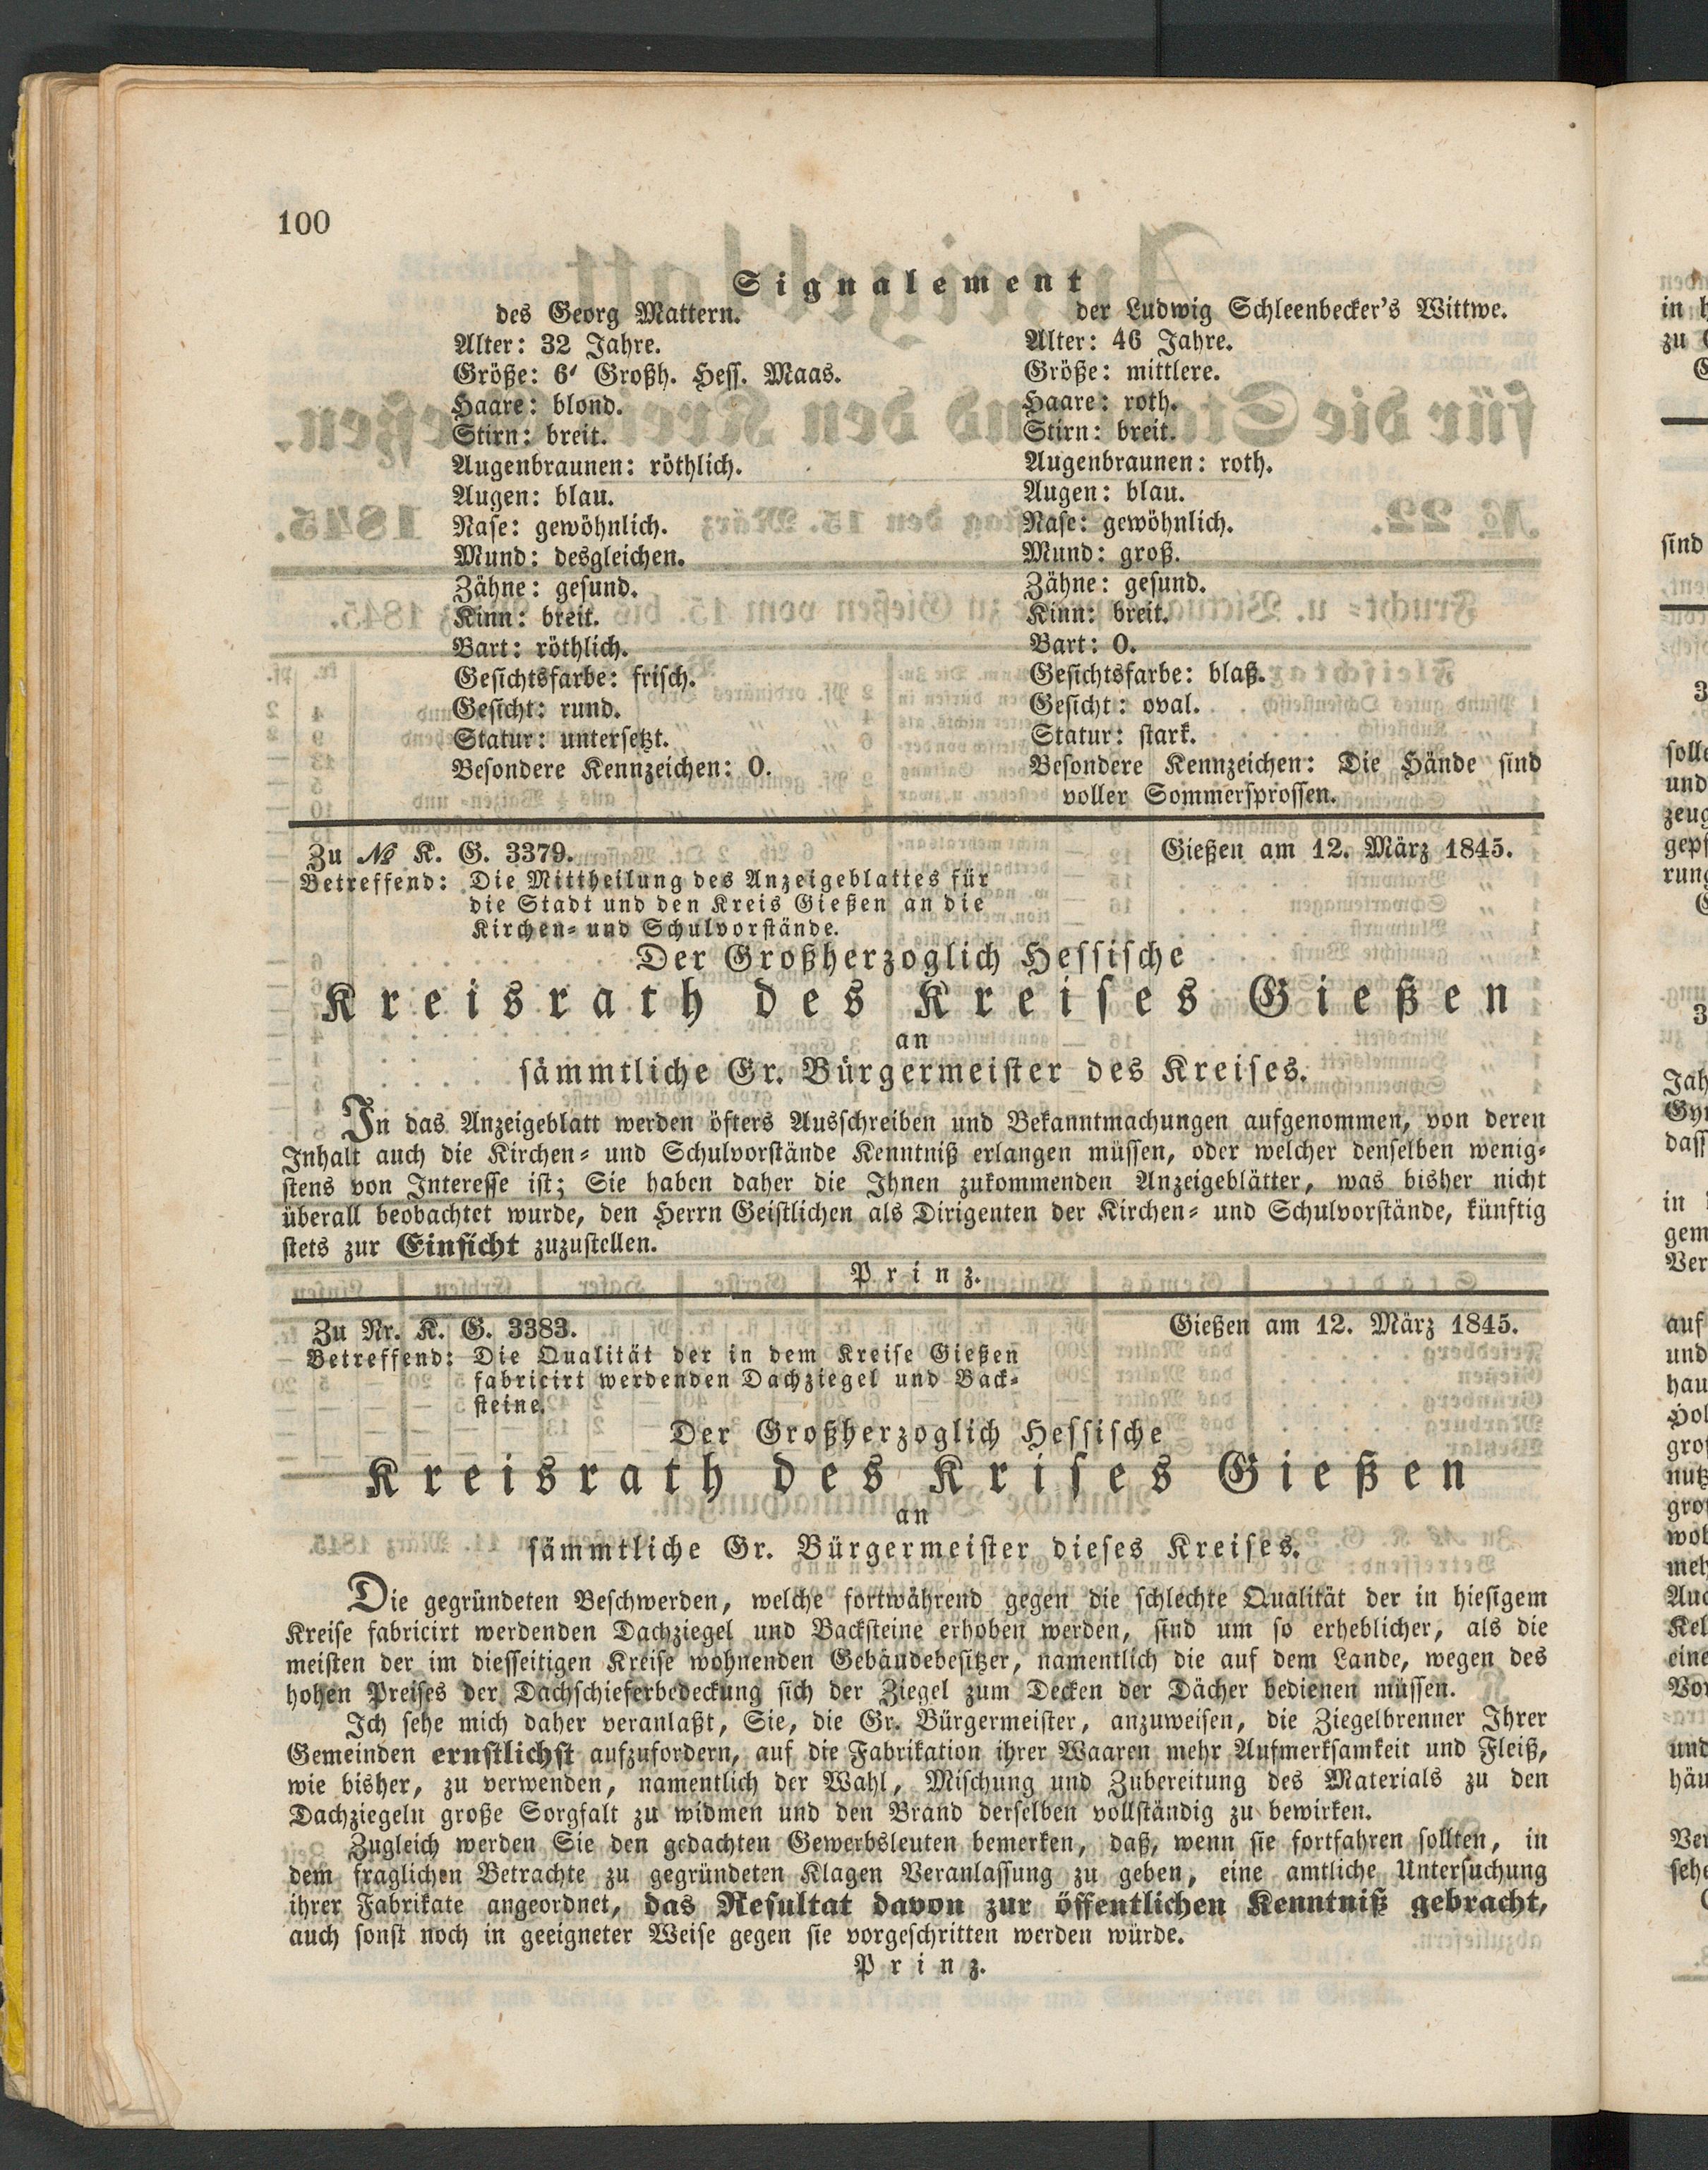 100
Signalement
des Georg Mattern.
Alter: 32 Jahre.
Größe: 6' Großh. Hess. Maas.
Haare: blond.
Stirn: breit.
Augenbraunen: röthlich.
Augen: blau.
Nase: gewöhnlich.
Mund: desgleichen.
Zähne: gesund.
Kinn: breit.
Bart: röthlich.
Gesichtsfarbe: frisch.
Gesicht: rund.
Statur: untersetzt.
Besondere Kennzeichen: 0.
der Ludwig Schleenbecker's Wittwe.
Alter: 46 Jahre.
Größe: mittlere.
Haare: roth.
Stirn: breit.
Augenbraunen: roth.
Augen: blau.
Nase: gewöhnlich.
Mund: groß.
Zähne: gesund.
Kinn: breit.
Bart: 0.
Gesichtsfarbe: blaß.
Gesicht: oval.
Statur: stark.
Besondere Kennzeichen: Die Hände sind
voller Sommersprossen.
Zu № K. G. 3379.
Gießen am 12. März 1845.
Betreffend: Die Mittheilung des Anzeigeblattes für
die Stadt und den Kreis Gießen an die
Kirchen- und Schulvorstände.
Der Großherzoglich Hessische
Kreisrath des Kreises Gießen
an
sämmtliche Gr. Bürgermeister des Kreises.
In das Anzeigeblatt werden öfters Ausschreiben und Bekanntmachungen aufgenommen, von deren
Inhalt auch die Kirchen- und Schulvorstände Kenntniß erlangen müssen, oder welcher denselben wenig-
stens von Interesse ist; Sie haben daher die Ihnen zukommenden Anzeigeblätter, was bisher nicht
überall beobachtet wurde, den Herrn Geistlichen als Dirigenten der Kirchen- und Schulvorstände, künftig
stets zur Einsicht zuzustellen.
Prinz.
Zu Nr. K. G. 3383.
Gießen am 12. März 1845.
Betreffend: Die Qualität der in dem Kreise Gießen
fabricirt werdenden Dachziegel und Back-
steine.
Der Großherzoglich Hessische
Kreisrath des Krises Gießen
an
sämmtliche Gr. Bürgermeister dieses Kreises.
Die gegründeten Beschwerden, welche fortwährend gegen die schlechte Qualität der in hiesigem
Kreise fabricirt werdenden Dachziegel und Backsteine erhoben werden, sind um so erheblicher, als die
meisten der im diesseitigen Kreise wohnenden Gebäudebesitzer, namentlich die auf dem Lande, wegen des
hohen Preises der Dachschieferbedeckung sich der Ziegel zum Decken der Dächer bedienen müssen.
Ich sehe mich daher veranlaßt, Sie, die Gr. Bürgermeister, anzuweisen, die Ziegelbrenner Ihrer
Gemeinden ernstlichst aufzufordern, auf die Fabrikation ihrer Waaren mehr Aufmerksamkeit und Fleiß,
wie bisher, zu verwenden, namentlich der Wahl, Mischung und Zubereitung des Materials zu den
Dachziegeln große Sorgfalt zu widmen und den Brand derselben vollständig zu bewirken.
Zugleich werden Sie den gedachten Gewerbsleuten bemerken, daß, wenn sie fortfahren sollten, in
dem fraglichen Betrachte zu gegründeten Klagen Veranlassung zu geben, eine amtliche Untersuchung
ihrer Fabrikate angeordnet, das Resultat davon zur öffentlichen Kenntniß gebracht,
auch sonst noch in geeigneter Weise gegen sie vorgeschritten werden würde.
Prinz.